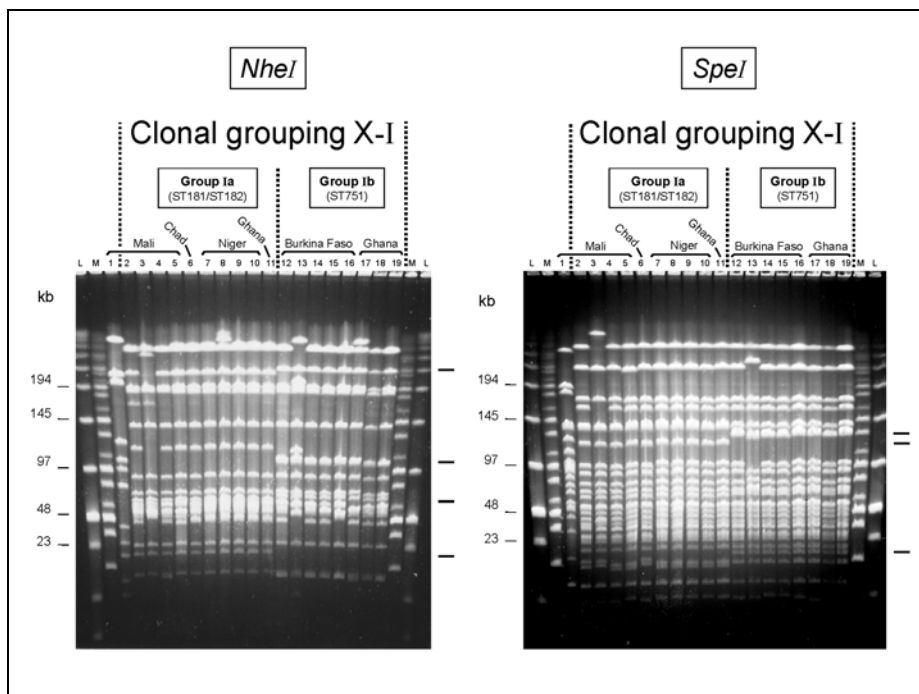 NheI
Clonal grouping X-I
Group Ia
(ST181/ST182)
Group Ib
(ST751)
Mali
Chad
Niger
Ghana
Burkina Faso
Ghana
L M 1 2 3 4 5 6 7 8 9 10 11 12 13 14 15 16 17 18 19 M L
kb
194
145
97
48
23
SpeI
Clonal grouping X-I
Group Ia
(ST181/ST182)
Group Ib
(ST751)
Mali
Chad
Niger
Ghana
Burkina Faso
Ghana
L M 1 2 3 4 5 6 7 8 9 10 11 12 13 14 15 16 17 18 19 M L
kb
194
145
97
48
23